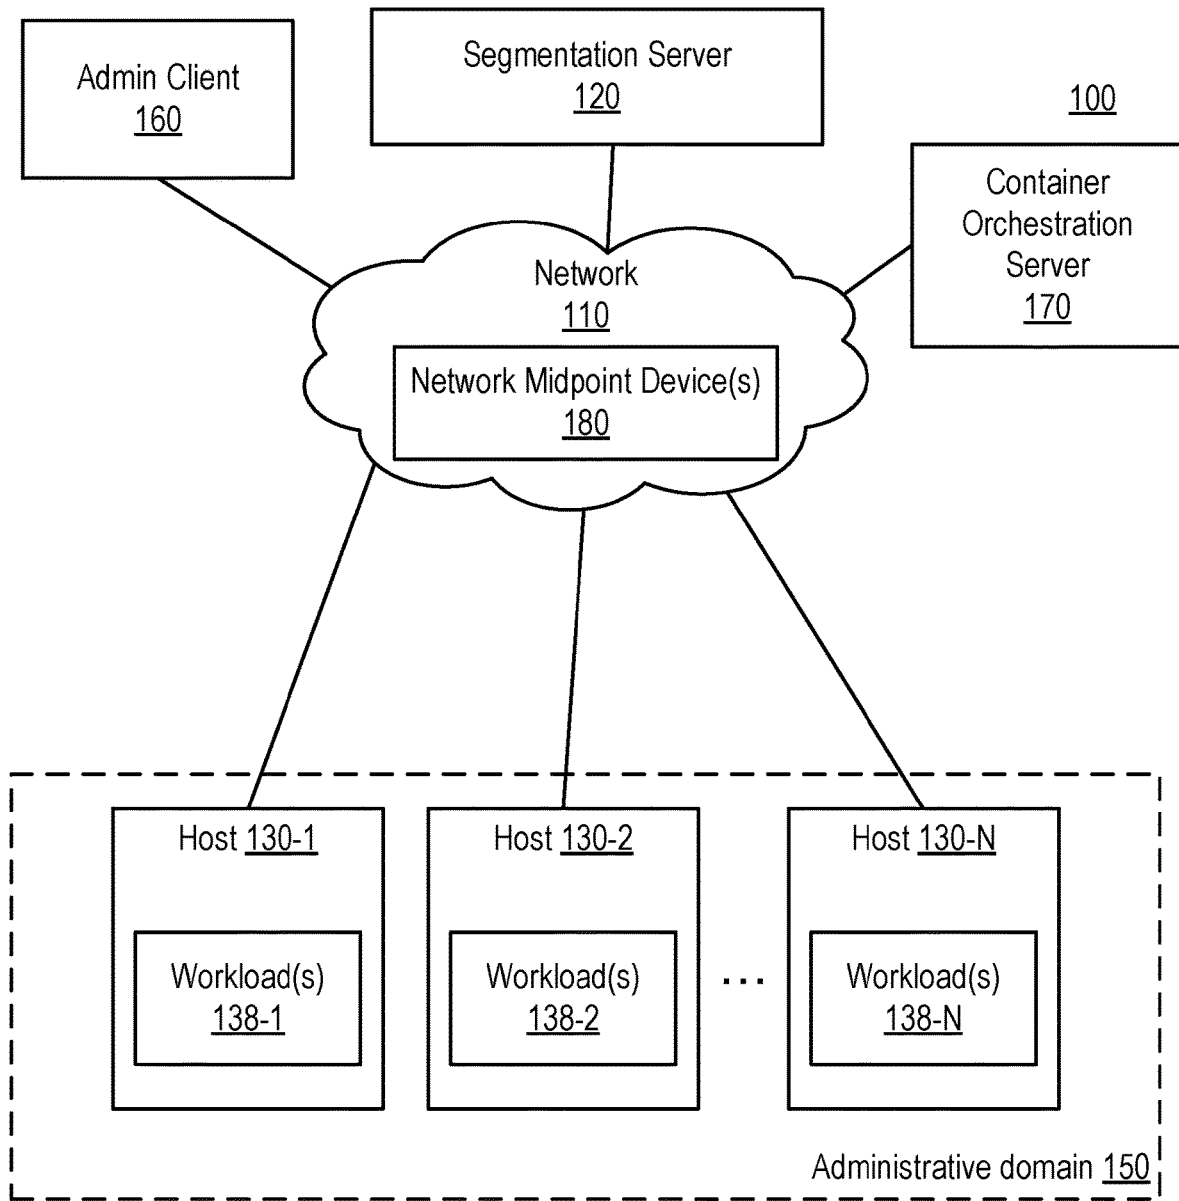 Admin Client
160
Segmentation Server
120
100
Container
Orchestration
Server
170
Network
110
Network Midpoint Device(s)
180
Host 130-1
Workload(s)
138-1
Host 130-2
Workload(s)
138-2
...
Host 130-N
Workload(s)
138-N
Administrative domain 150